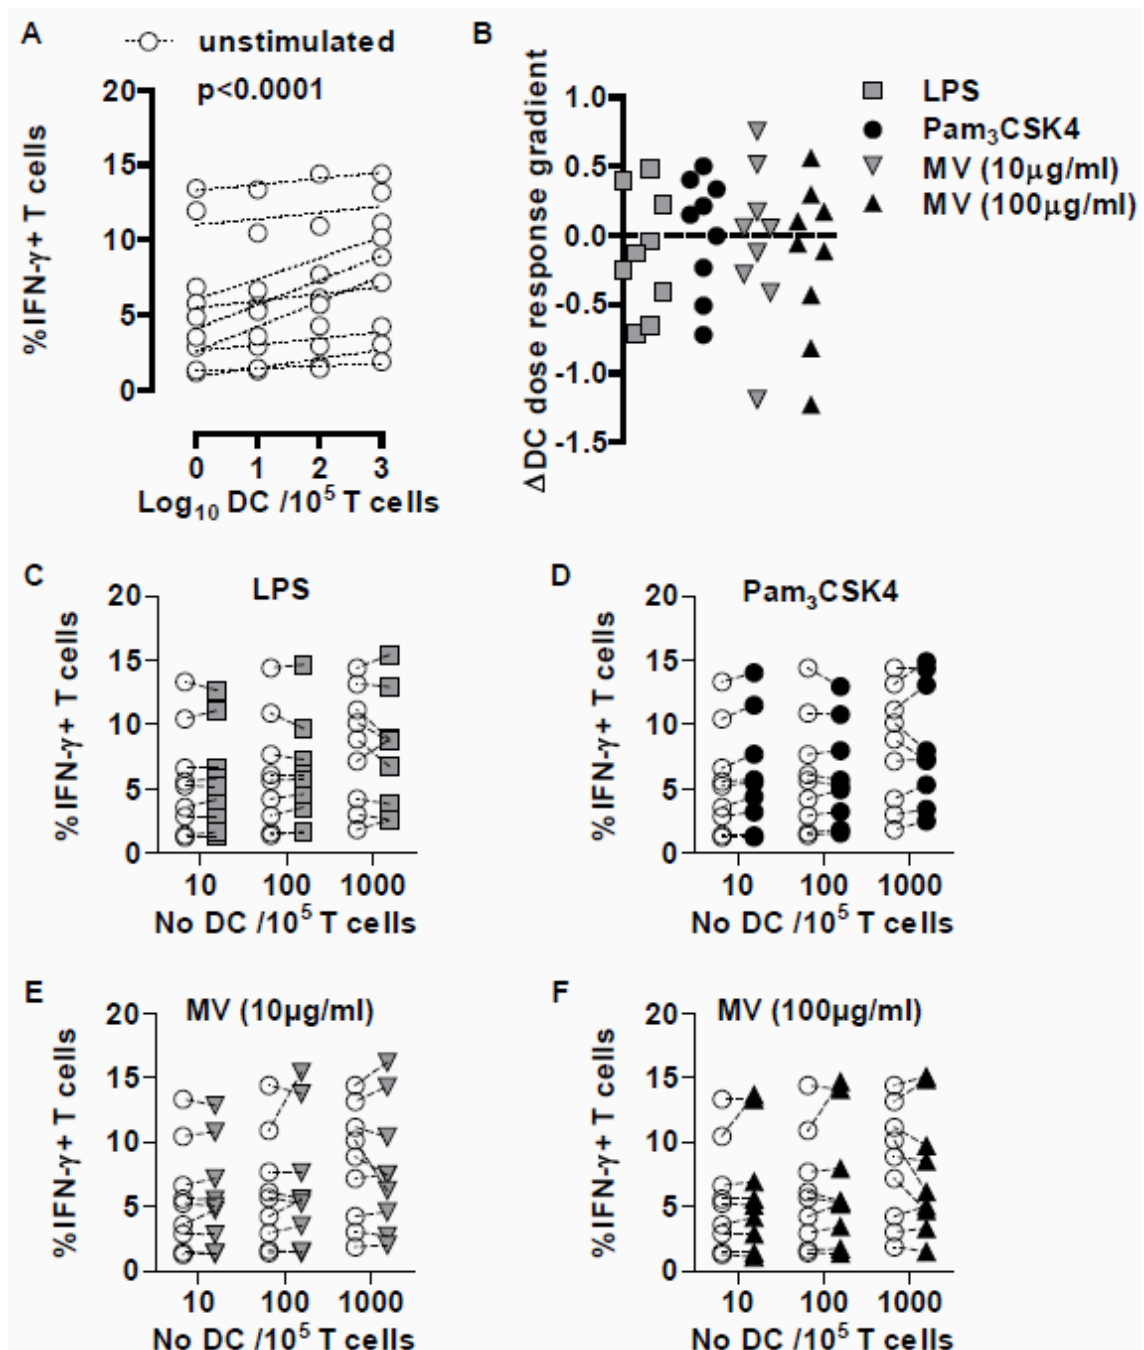 A
unstimulated
p<0.0001
20
15
10
5
0
%IFN-γ+ T cells
0 1 2 3
Log10 DC /10⁵ T cells
B
LPS
Pam₃CSK4
MV (10μg/ml)
MV (100μg/ml)
1.0
0.5
0.0
-0.5
-1.0
-1.5
ΔDC dose response gradient
C
LPS
20
15
10
5
0
%IFN-γ+ T cells
10 100 1000
No DC /10⁵ T cells
D
Pam₃CSK4
20
15
10
5
0
%IFN-γ+ T cells
10 100 1000
No DC /10⁵ T cells
E
MV (10μg/ml)
20
15
10
5
0
%IFN-γ+ T cells
10 100 1000
No DC /10⁵ T cells
F
MV (100μg/ml)
20
15
10
5
0
%IFN-γ+ T cells
10 100 1000
No DC /10⁵ T cells